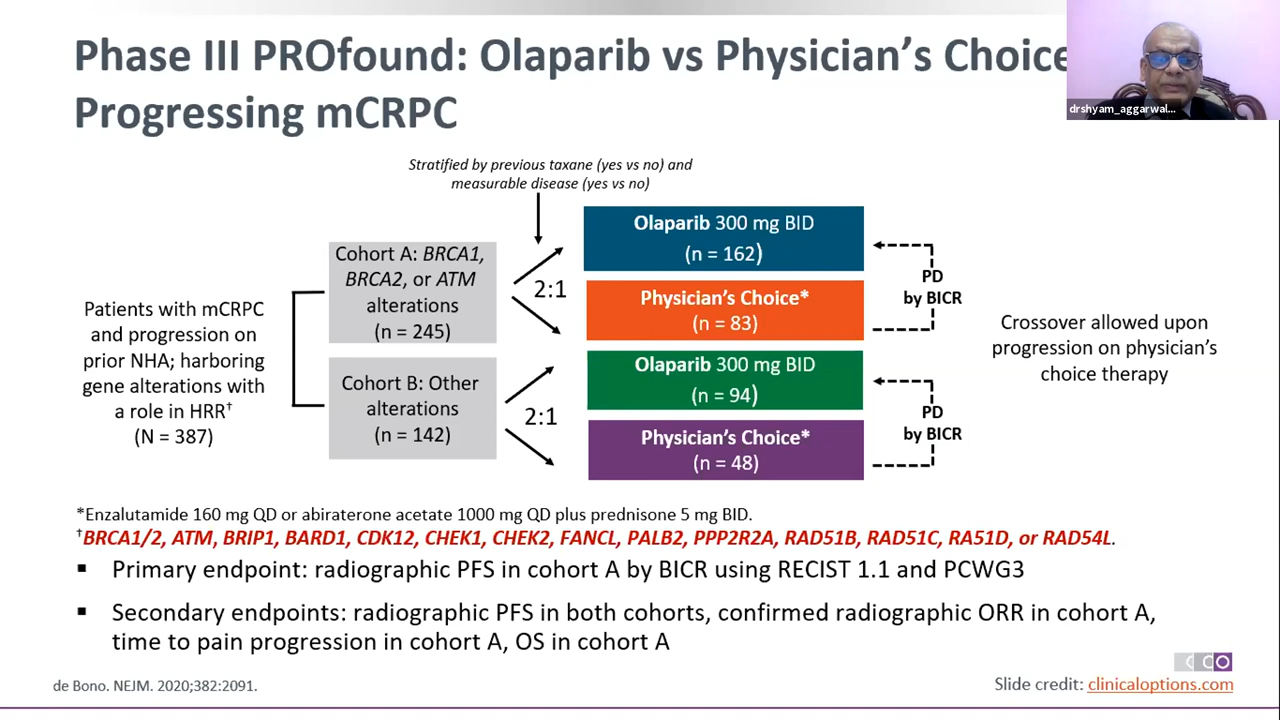 Phase III PROfound: Olaparib vs Physician’s Choice
Progressing mCRPC
drshyam_aggarwal...
Stratified by previous taxane (yes vs no) and
measurable disease (yes vs no)
Patients with mCRPC
and progression on
prior NHA; harboring
gene alterations with
a role in HRR†
(N = 387)
Cohort A: BRCA1,
BRCA2, or ATM
alterations
(n = 245)
Cohort B: Other
alterations
(n = 142)
2:1
2:1
Olaparib 300 mg BID
(n = 162)
Physician’s Choice*
(n = 83)
Olaparib 300 mg BID
(n = 94)
Physician’s Choice*
(n = 48)
PD
by BICR
PD
by BICR
Crossover allowed upon
progression on physician’s
choice therapy
*Enzalutamide 160 mg QD or abiraterone acetate 1000 mg QD plus prednisone 5 mg BID.
†BRCA1/2, ATM, BRIP1, BARD1, CDK12, CHEK1, CHEK2, FANCL, PALB2, PPP2R2A, RAD51B, RAD51C, RA51D, or RAD54L.
▪ Primary endpoint: radiographic PFS in cohort A by BICR using RECIST 1.1 and PCWG3
▪ Secondary endpoints: radiographic PFS in both cohorts, confirmed radiographic ORR in cohort A,
time to pain progression in cohort A, OS in cohort A
CCO
de Bono. NEJM. 2020;382:2091.
Slide credit: clinicaloptions.com